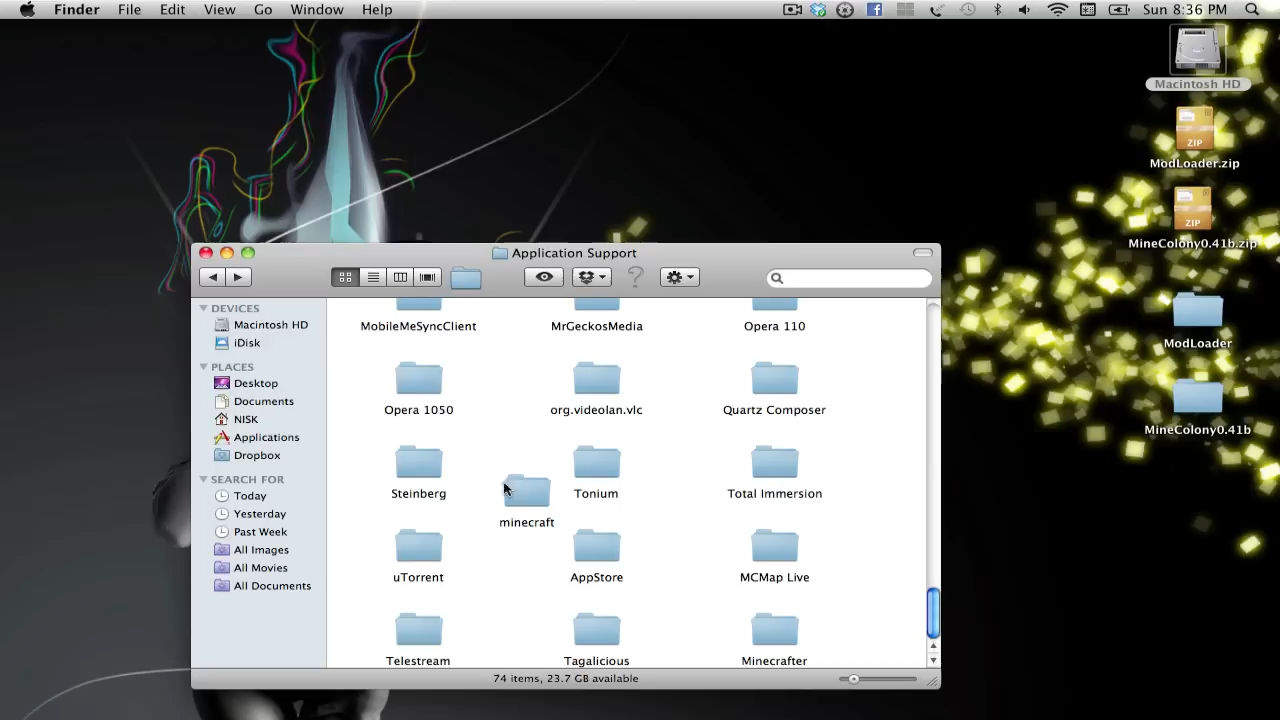 Finder File Edit View Go Window Help Sun 8:36 PM
Macintosh HD
ZIP
ModLoader.zip
ZIP
MineColony0.41b.zip
ModLoader
MineColony0.41b
Application Support
DEVICES
Macintosh HD
iDisk
PLACES
Desktop
Documents
NISK
Applications
Dropbox
SEARCH FOR
Today
Yesterday
Past Week
All Images
All Movies
All Documents
MobileMeSyncClient MrGeckosMedia Opera 110
Opera 1050 org.videolan.vlc Quartz Composer
Steinberg Tonium Total Immersion
minecraft
uTorrent AppStore MCMap Live
Telestream Tagalicious Minecrafter
74 items, 23.7 GB available